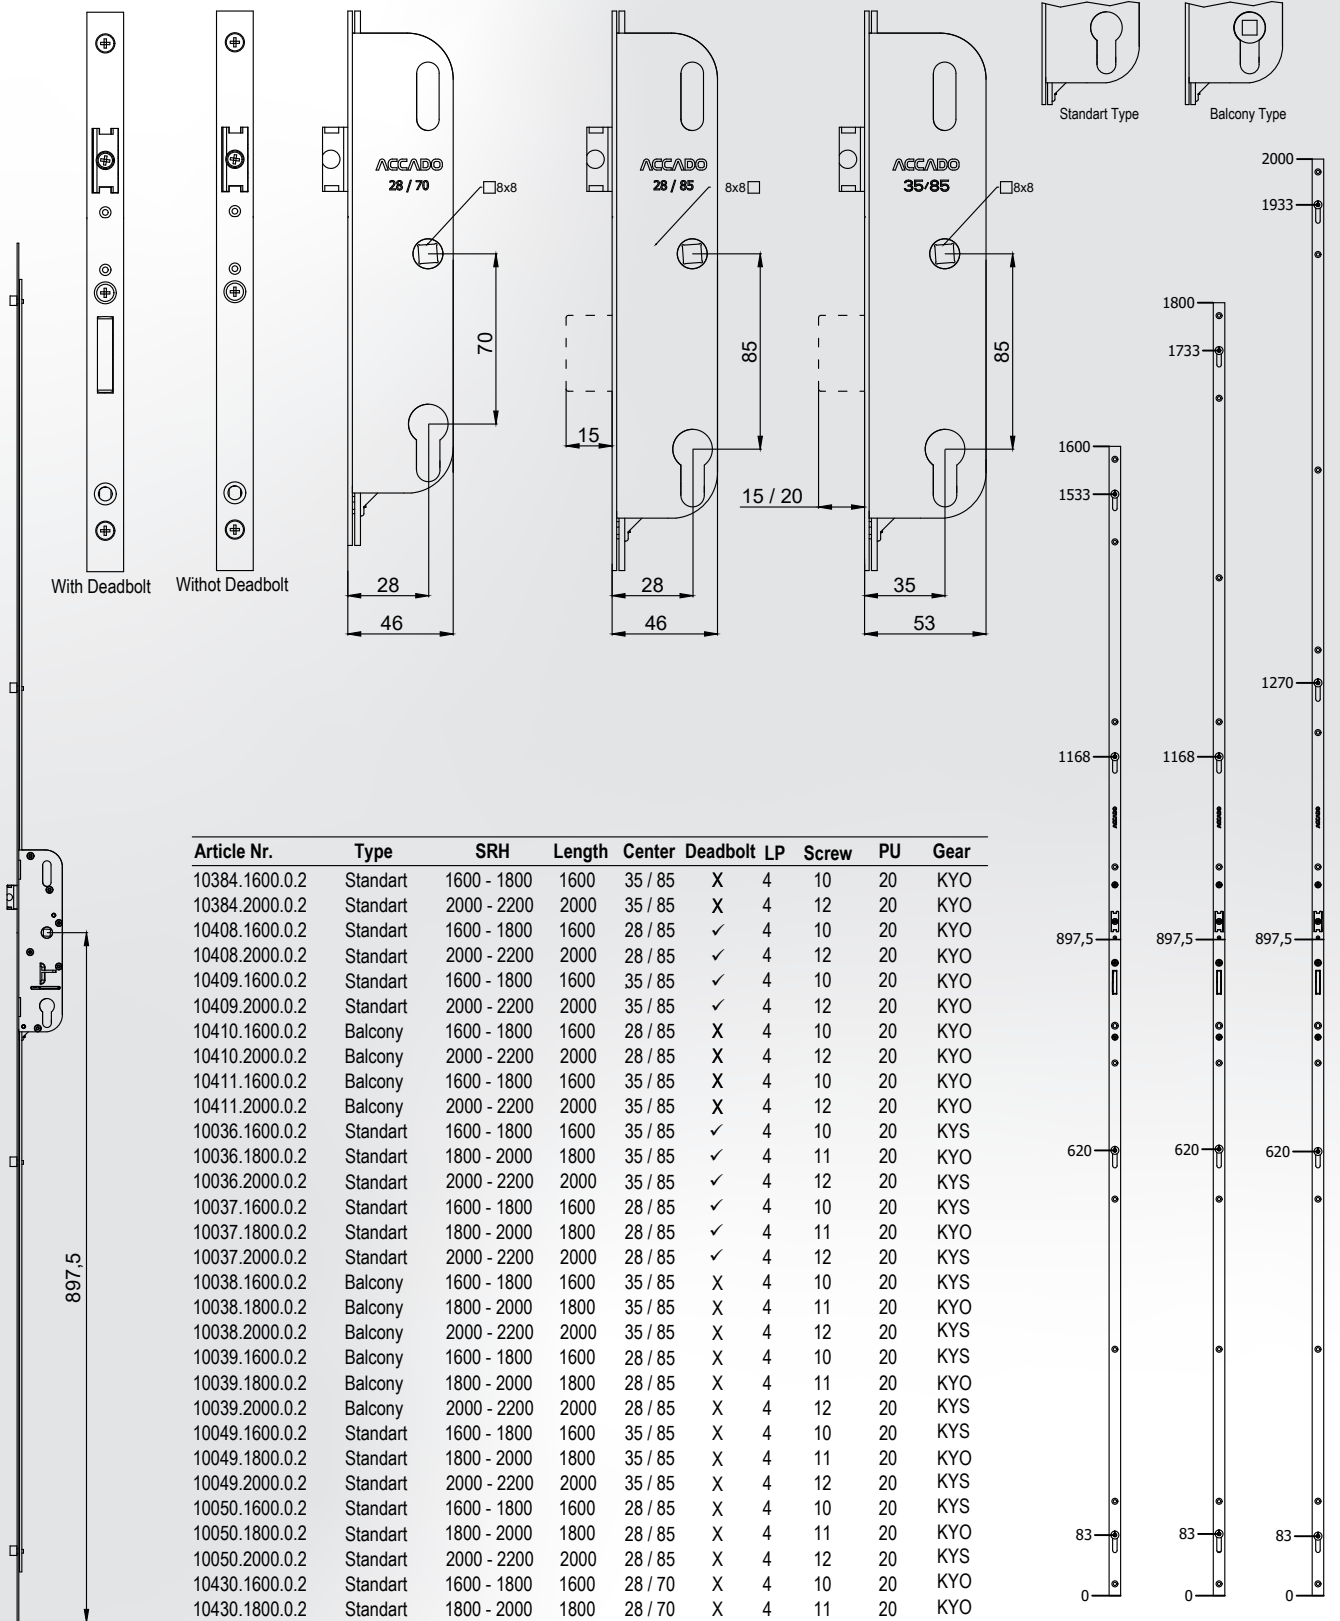 Standart Type
Balcony Type
ACCADO
28 / 70
8x8
70
28
46
ACCADO
28 / 85
8x8
85
15
28
46
ACCADO
35/85
8x8
85
15 / 20
35
53
With Deadbolt
Withot Deadbolt
897,5
1600
1533
1168
ACCADO
897,5
620
83
0
1800
1733
1168
ACCADO
897,5
620
83
0
2000
1933
1270
ACCADO
897,5
620
83
0
Article Nr. Type SRH Length Center Deadbolt LP Screw PU Gear
10384.1600.0.2 Standart 1600 - 1800 1600 35 / 85 X 4 10 20 KYO
10384.2000.0.2 Standart 2000 - 2200 2000 35 / 85 X 4 12 20 KYO
10408.1600.0.2 Standart 1600 - 1800 1600 28 / 85 ✓ 4 10 20 KYO
10408.2000.0.2 Standart 2000 - 2200 2000 28 / 85 ✓ 4 12 20 KYO
10409.1600.0.2 Standart 1600 - 1800 1600 35 / 85 ✓ 4 10 20 KYO
10409.2000.0.2 Standart 2000 - 2200 2000 35 / 85 ✓ 4 12 20 KYO
10410.1600.0.2 Balcony 1600 - 1800 1600 28 / 85 X 4 10 20 KYO
10410.2000.0.2 Balcony 2000 - 2200 2000 28 / 85 X 4 12 20 KYO
10411.1600.0.2 Balcony 1600 - 1800 1600 35 / 85 X 4 10 20 KYO
10411.2000.0.2 Balcony 2000 - 2200 2000 35 / 85 X 4 12 20 KYO
10036.1600.0.2 Standart 1600 - 1800 1600 35 / 85 ✓ 4 10 20 KYS
10036.1800.0.2 Standart 1800 - 2000 1800 35 / 85 ✓ 4 11 20 KYO
10036.2000.0.2 Standart 2000 - 2200 2000 35 / 85 ✓ 4 12 20 KYS
10037.1600.0.2 Standart 1600 - 1800 1600 28 / 85 ✓ 4 10 20 KYS
10037.1800.0.2 Standart 1800 - 2000 1800 28 / 85 ✓ 4 11 20 KYO
10037.2000.0.2 Standart 2000 - 2200 2000 28 / 85 ✓ 4 12 20 KYS
10038.1600.0.2 Balcony 1600 - 1800 1600 35 / 85 X 4 10 20 KYS
10038.1800.0.2 Balcony 1800 - 2000 1800 35 / 85 X 4 11 20 KYO
10038.2000.0.2 Balcony 2000 - 2200 2000 35 / 85 X 4 12 20 KYS
10039.1600.0.2 Balcony 1600 - 1800 1600 28 / 85 X 4 10 20 KYS
10039.1800.0.2 Balcony 1800 - 2000 1800 28 / 85 X 4 11 20 KYO
10039.2000.0.2 Balcony 2000 - 2200 2000 28 / 85 X 4 12 20 KYS
10049.1600.0.2 Standart 1600 - 1800 1600 35 / 85 X 4 10 20 KYS
10049.1800.0.2 Standart 1800 - 2000 1800 35 / 85 X 4 11 20 KYO
10049.2000.0.2 Standart 2000 - 2200 2000 35 / 85 X 4 12 20 KYS
10050.1600.0.2 Standart 1600 - 1800 1600 28 / 85 X 4 10 20 KYS
10050.1800.0.2 Standart 1800 - 2000 1800 28 / 85 X 4 11 20 KYO
10050.2000.0.2 Standart 2000 - 2200 2000 28 / 85 X 4 12 20 KYS
10430.1600.0.2 Standart 1600 - 1800 1600 28 / 70 X 4 10 20 KYO
10430.1800.0.2 Standart 1800 - 2000 1800 28 / 70 X 4 11 20 KYO